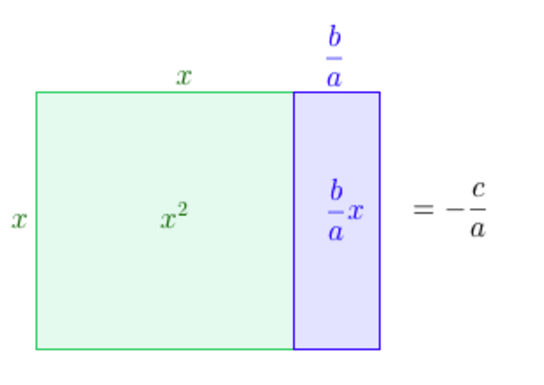 b/a
x
x
x²
b/a x
= −c/a